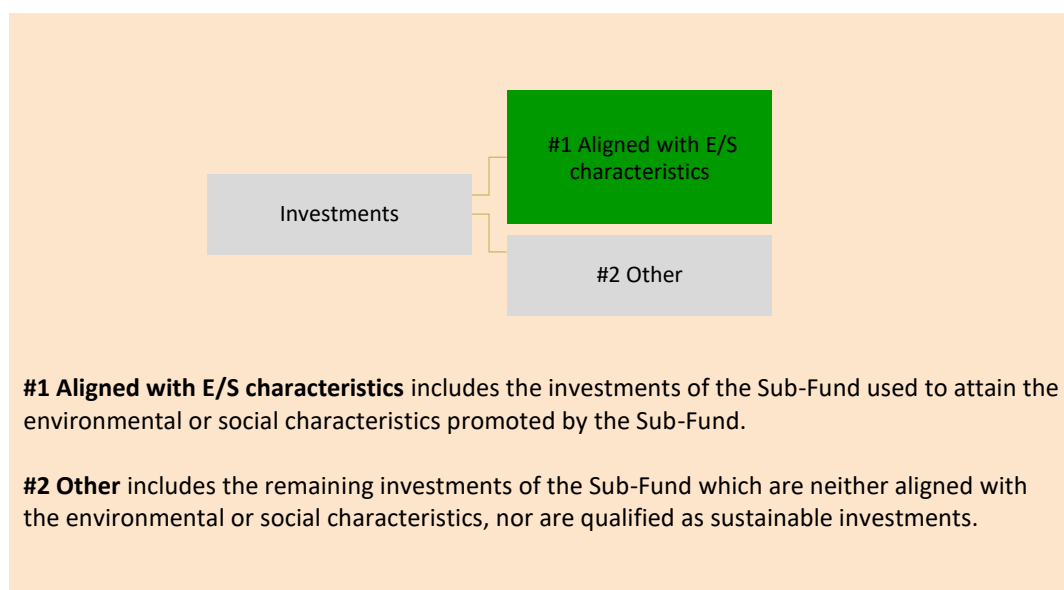 #1 Aligned with E/S
characteristics
Investments
#2 Other
#1 Aligned with E/S characteristics includes the investments of the Sub-Fund used to attain the
environmental or social characteristics promoted by the Sub-Fund.
#2 Other includes the remaining investments of the Sub-Fund which are neither aligned with
the environmental or social characteristics, nor are qualified as sustainable investments.